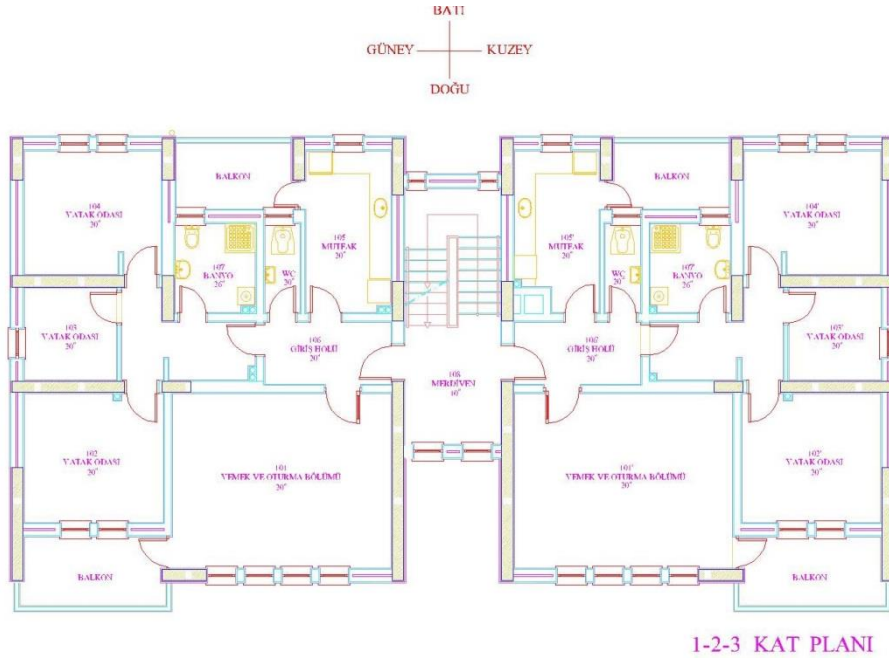 BATI
GÜNEY
KUZEY
DOĞU
BALKON
BALKON
104
YATAK ODASI
20°
105
MUTFAK
20°
105'
MUTFAK
20°
104'
YATAK ODASI
20°
107
BANYO
26°
WC
20°
WC
20°
107'
BANYO
26°
103
YATAK ODASI
20°
106
GİRİŞ HOLÜ
20°
106'
GİRİŞ HOLÜ
20°
103'
YATAK ODASI
20°
108
MERDİVEN
10°
102
YATAK ODASI
20°
101
YEMEK VE OTURMA BÖLÜMÜ
20°
101'
YEMEK VE OTURMA BÖLÜMÜ
20°
102'
YATAK ODASI
20°
BALKON
BALKON
1-2-3 KAT PLANI